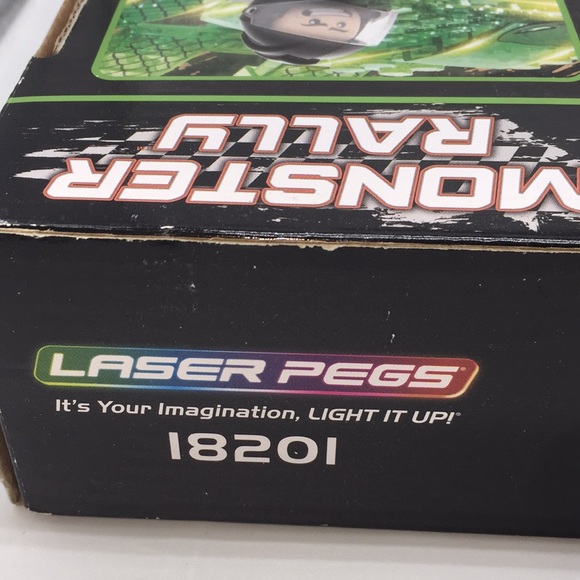 MONSTER
RALLY
LASER PEGS®
It's Your Imagination, LIGHT IT UP!®
18201